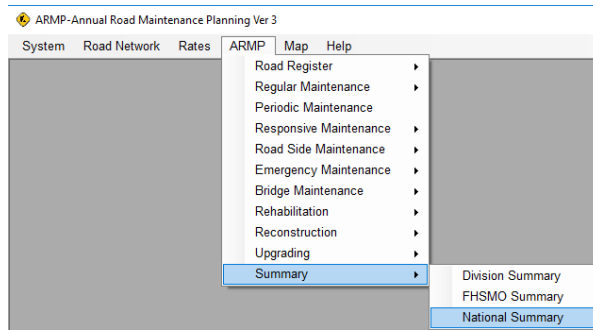 ARMP-Annual Road Maintenance Planning Ver 3
System Road Network Rates ARMP Map Help
Road Register
Regular Maintenance
Periodic Maintenance
Responsive Maintenance
Road Side Maintenance
Emergency Maintenance
Bridge Maintenance
Rehabilitation
Reconstruction
Upgrading
Summary
Division Summary
FHSMO Summary
National Summary